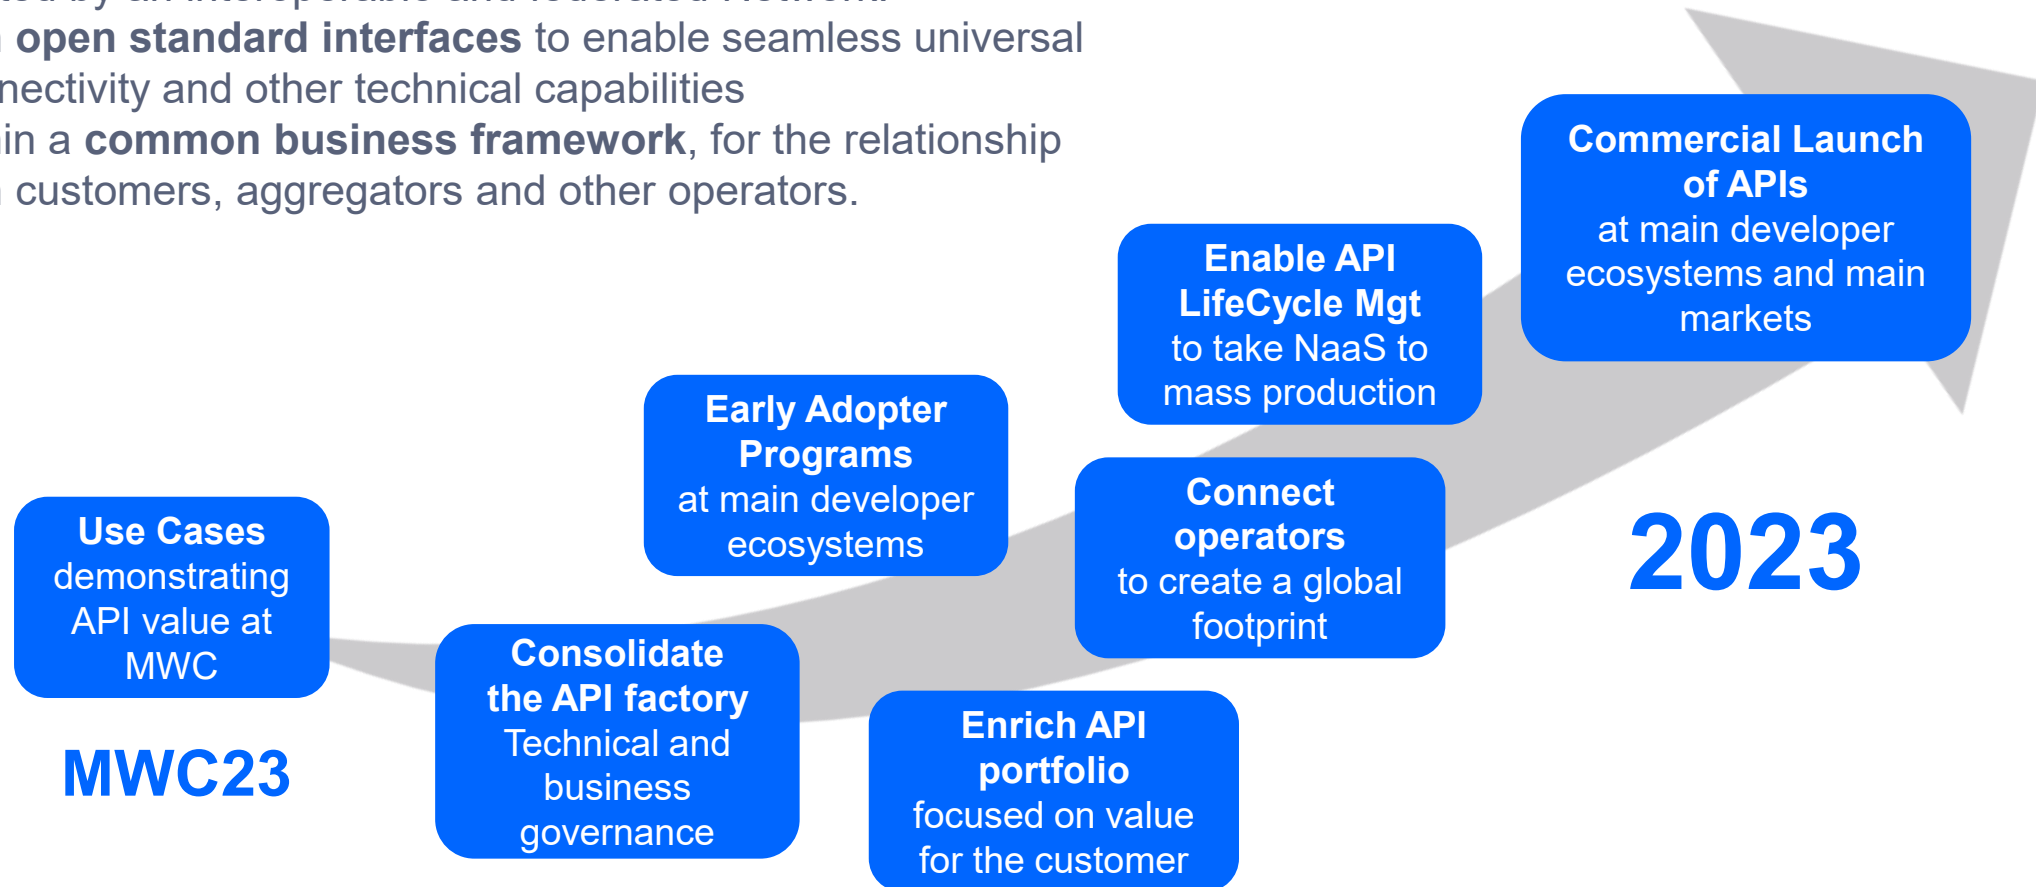 open standard interfaces to enable seamless universal
nectivity and other technical capabilities
in a common business framework, for the relationship
customers, aggregators and other operators.
Commercial Launch
of APIs
at main developer
ecosystems and main
markets
Enable API
LifeCycle Mgt
to take NaaS to
mass production
Early Adopter
Programs
at main developer
ecosystems
Connect
operators
to create a global
footprint
2023
Use Cases
demonstrating
API value at
MWC
MWC23
Consolidate
the API factory
Technical and
business
governance
Enrich API
portfolio
focused on value
for the customer